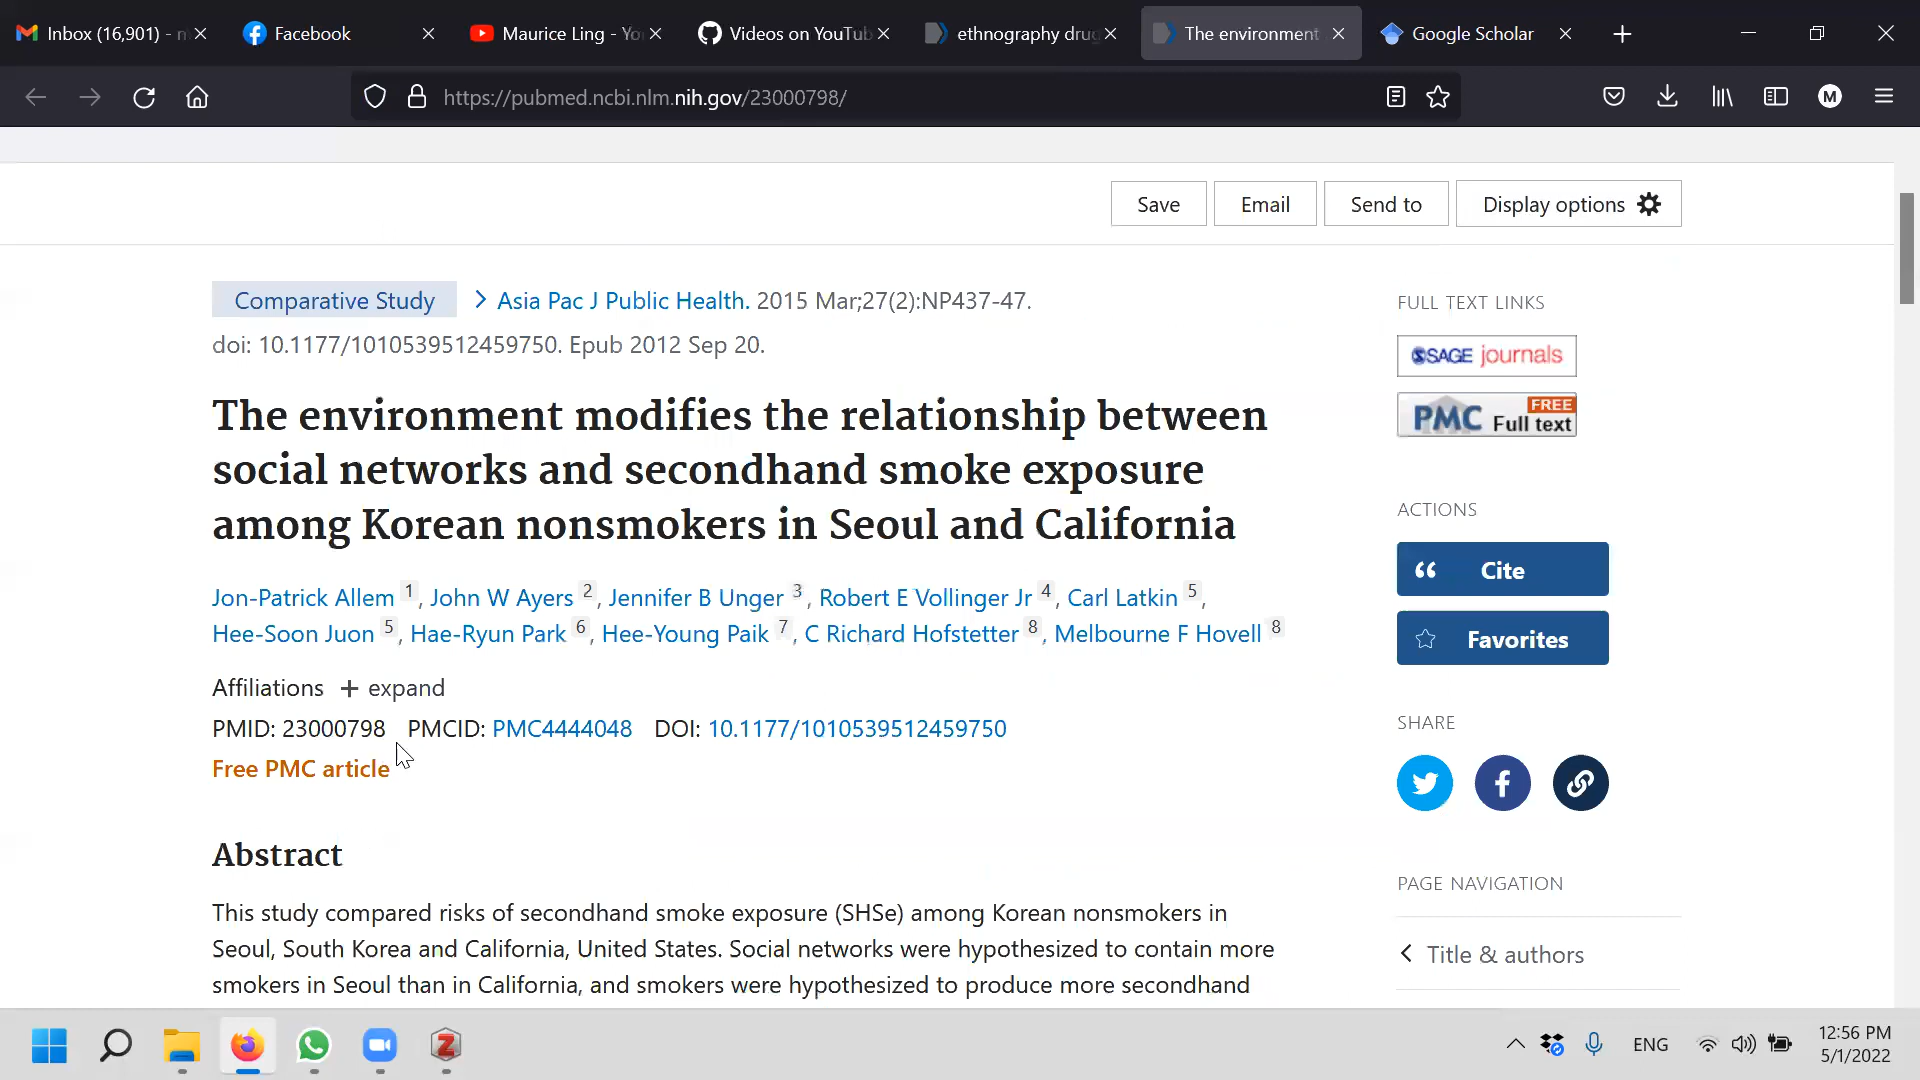 Inbox (16,901) - n
Facebook
Maurice Ling - Yo
Videos on YouTub
ethnography drug
The environment
Google Scholar
https://pubmed.ncbi.nlm.nih.gov/23000798/
M
Save
Email
Send to
Display options
Comparative Study
Asia Pac J Public Health. 2015 Mar;27(2):NP437-47.
doi: 10.1177/1010539512459750. Epub 2012 Sep 20.
The environment modifies the relationship between
social networks and secondhand smoke exposure
among Korean nonsmokers in Seoul and California
Jon-Patrick Allem 1, John W Ayers 2, Jennifer B Unger 3, Robert E Vollinger Jr 4, Carl Latkin 5,
Hee-Soon Juon 5, Hae-Ryun Park 6, Hee-Young Paik 7, C Richard Hofstetter 8, Melbourne F Hovell 8
Affiliations + expand
PMID: 23000798 PMCID: PMC4444048 DOI: 10.1177/1010539512459750
Free PMC article
Abstract
This study compared risks of secondhand smoke exposure (SHSe) among Korean nonsmokers in
Seoul, South Korea and California, United States. Social networks were hypothesized to contain more
smokers in Seoul than in California, and smokers were hypothesized to produce more secondhand
FULL TEXT LINKS
SAGE journals
PMC Full text FREE
ACTIONS
Cite
Favorites
SHARE
PAGE NAVIGATION
Title & authors
Z
ENG
12:56 PM
5/1/2022